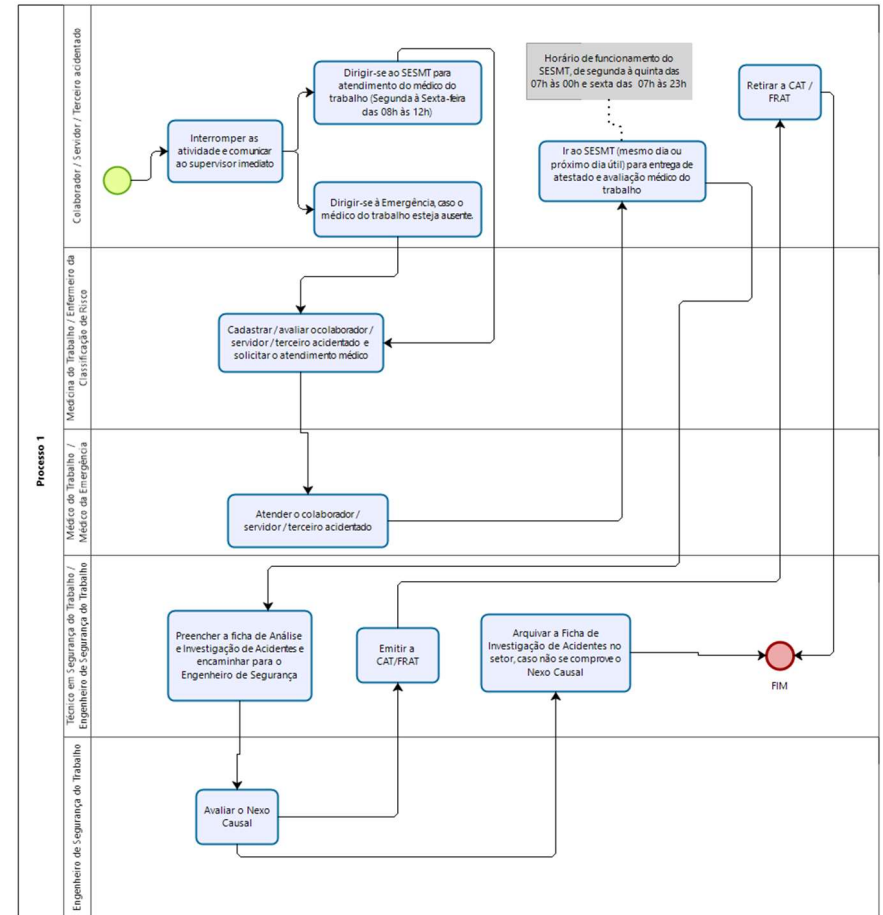 Processo 1
Colaborador / Servidor / Terceiro acidentado
Interromper as
atividade e comunicar
ao supervisor imediato
Dirigir-se ao SESMT para
atendimento do médico do
trabalho (Segunda à Sexta-feira
das 08h às 12h)
Dirigir-se à Emergência, caso o
médico do trabalho esteja ausente.
Horário de funcionamento do
SESMT, de segunda à quinta das
07h às 00h e sexta das 07h às 23h
Ir ao SESMT (mesmo dia ou
próximo dia útil) para entrega de
atestado e avaliação médico do
trabalho
Retirar a CAT /
FRAT
Medicina do Trabalho / Enfermeiro da
Classificação de Risco
Cadastrar / avaliar o colaborador /
servidor / terceiro acidentado e
solicitar o atendimento médico
Médico do Trabalho /
Médico da Emergência
Atender o colaborador /
servidor / terceiro acidentado
Técnico em Segurança do Trabalho /
Engenheiro de Segurança do Trabalho
Preencher a ficha de Análise
e Investigação de Acidentes e
encaminhar para o
Engenheiro de Segurança
Emitir a
CAT/FRAT
Arquivar a Ficha de
Investigação de Acidentes no
setor, caso não se comprove o
Nexo Causal
FIM
Engenheiro de Segurança do Trabalho
Avaliar o Nexo
Causal